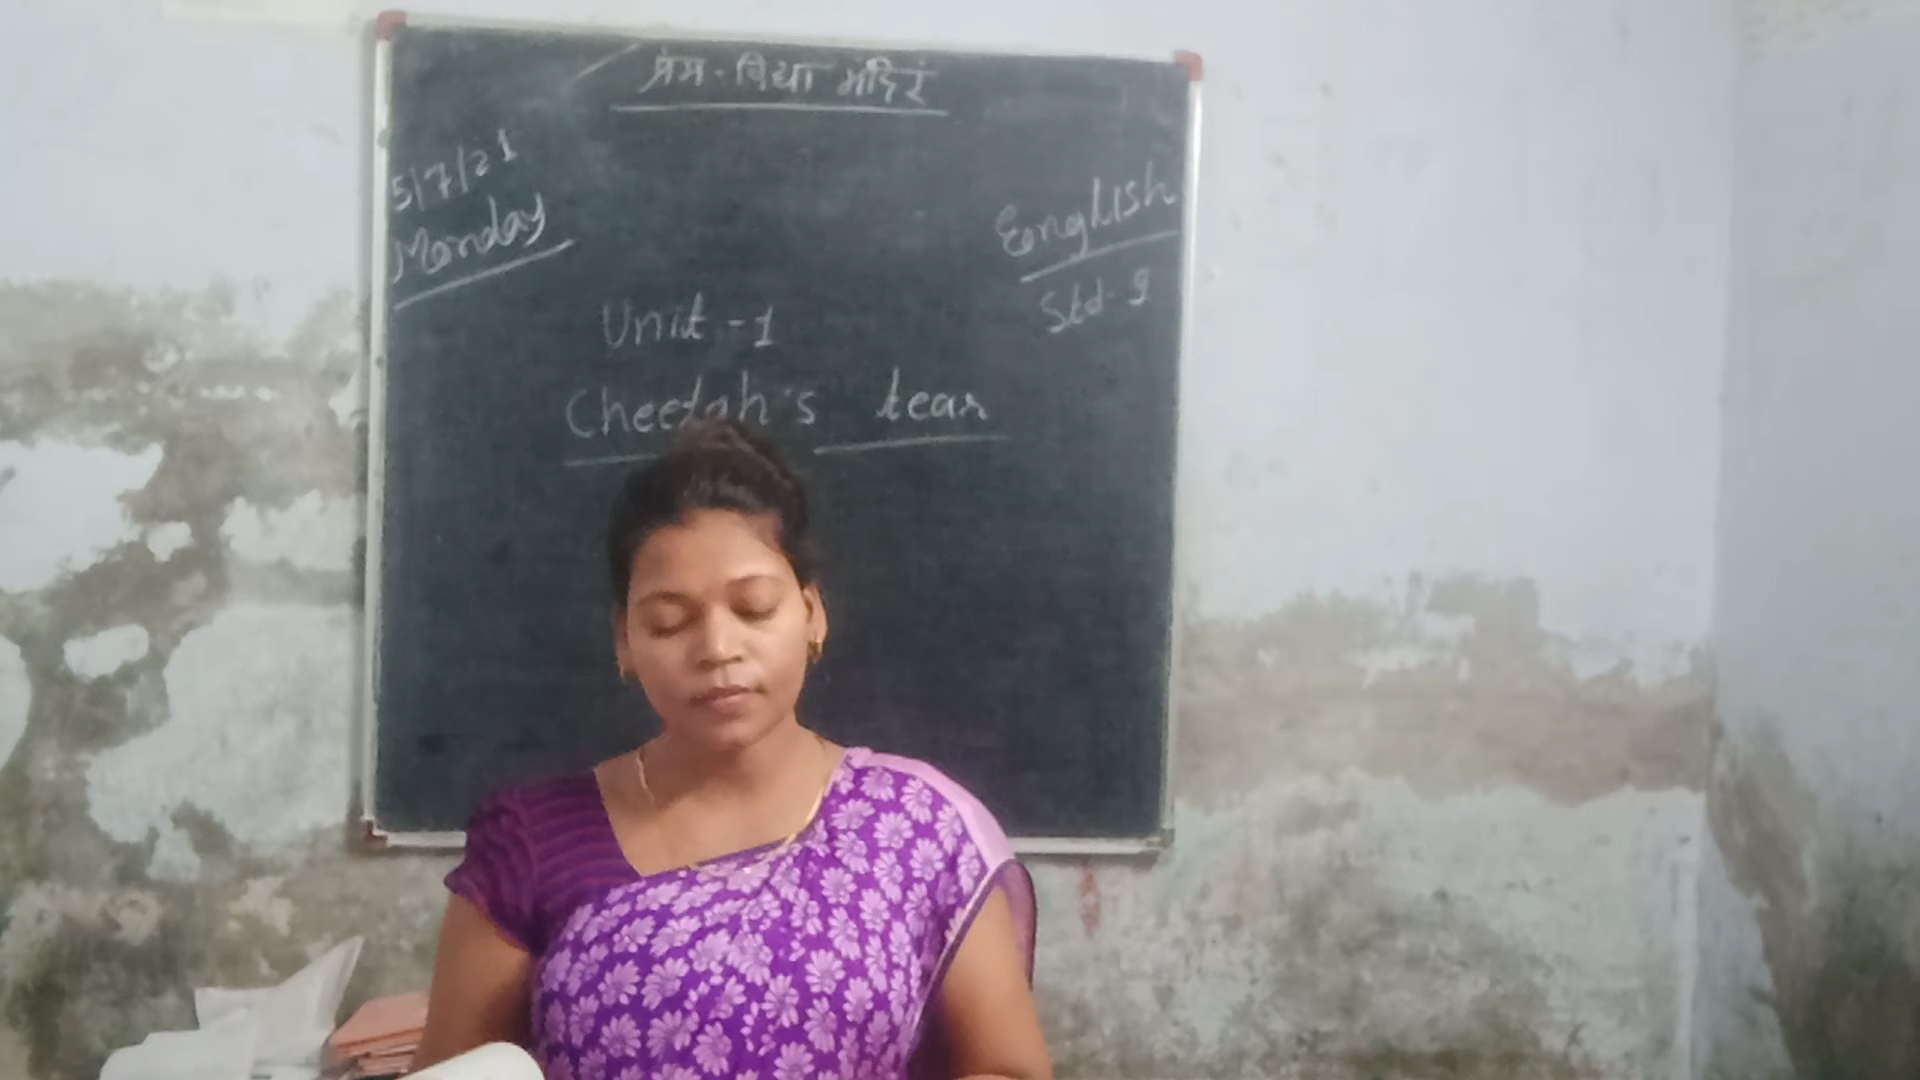 प्रेम - विद्या मंदिर
5/7/21
Monday
English
Std - 9
Unit - 1
Cheetah's tear